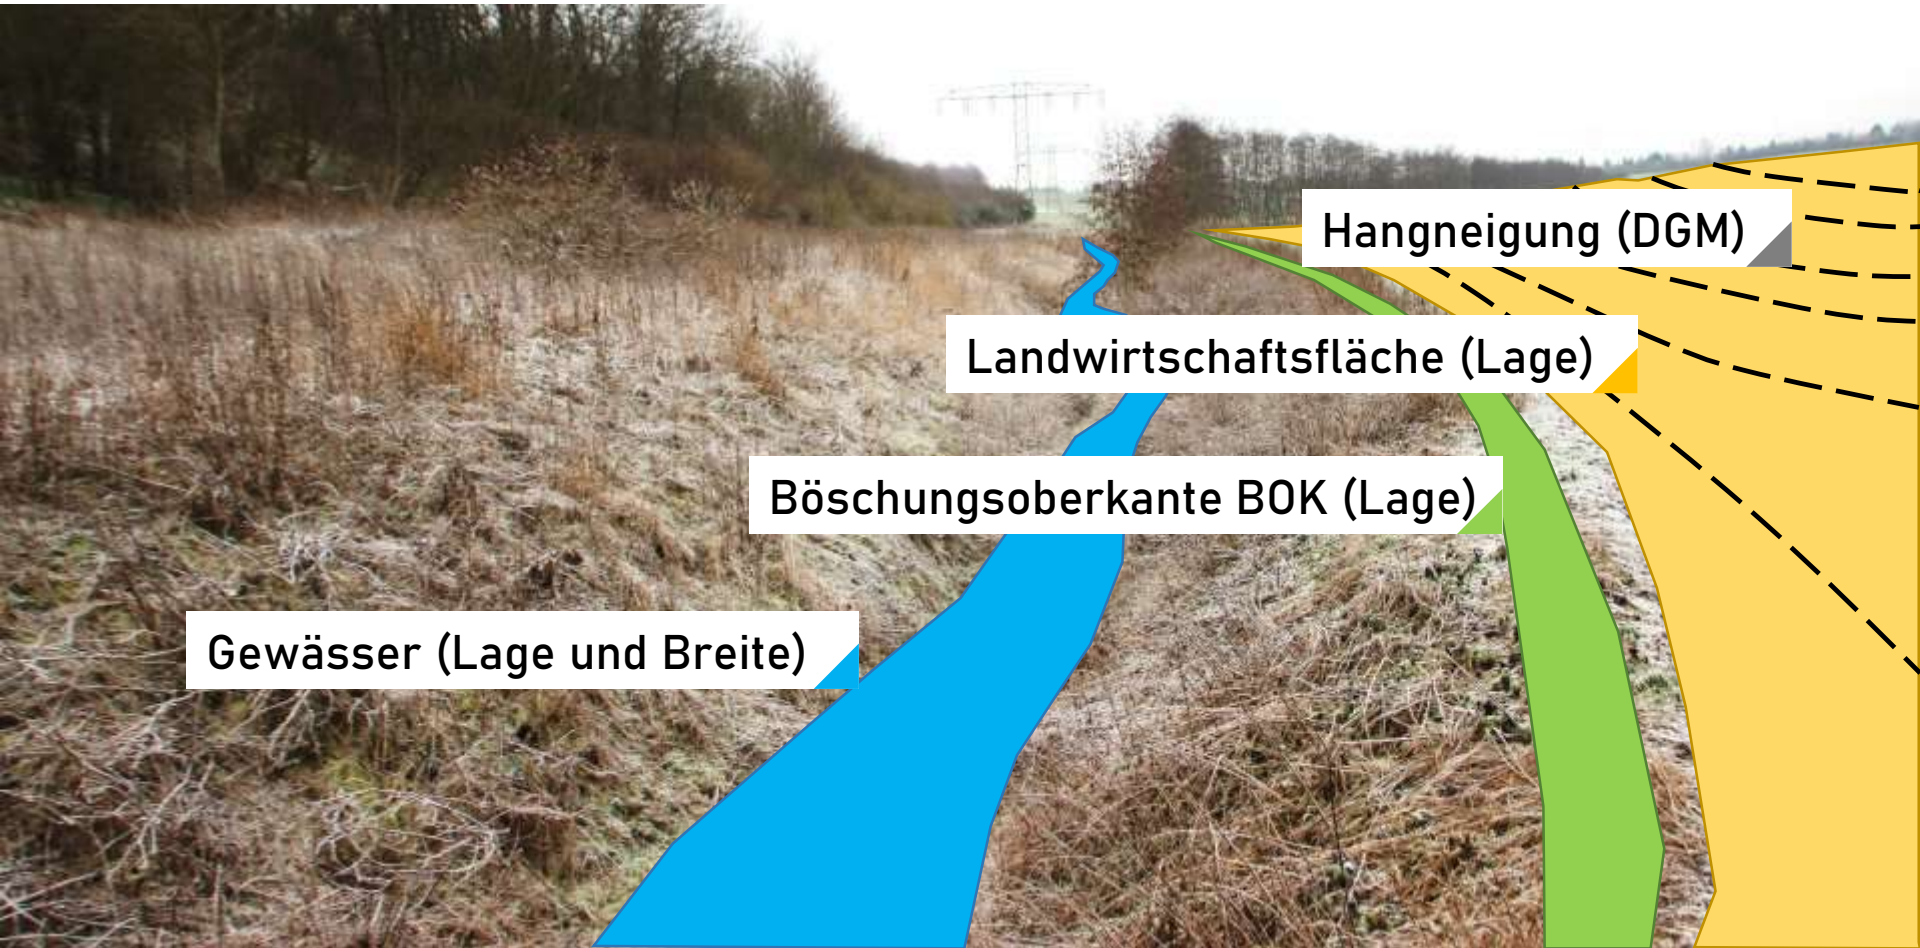 Hangneigung (DGM)
Landwirtschaftsfläche (Lage)
Böschungsoberkante BOK (Lage)
Gewässer (Lage und Breite)